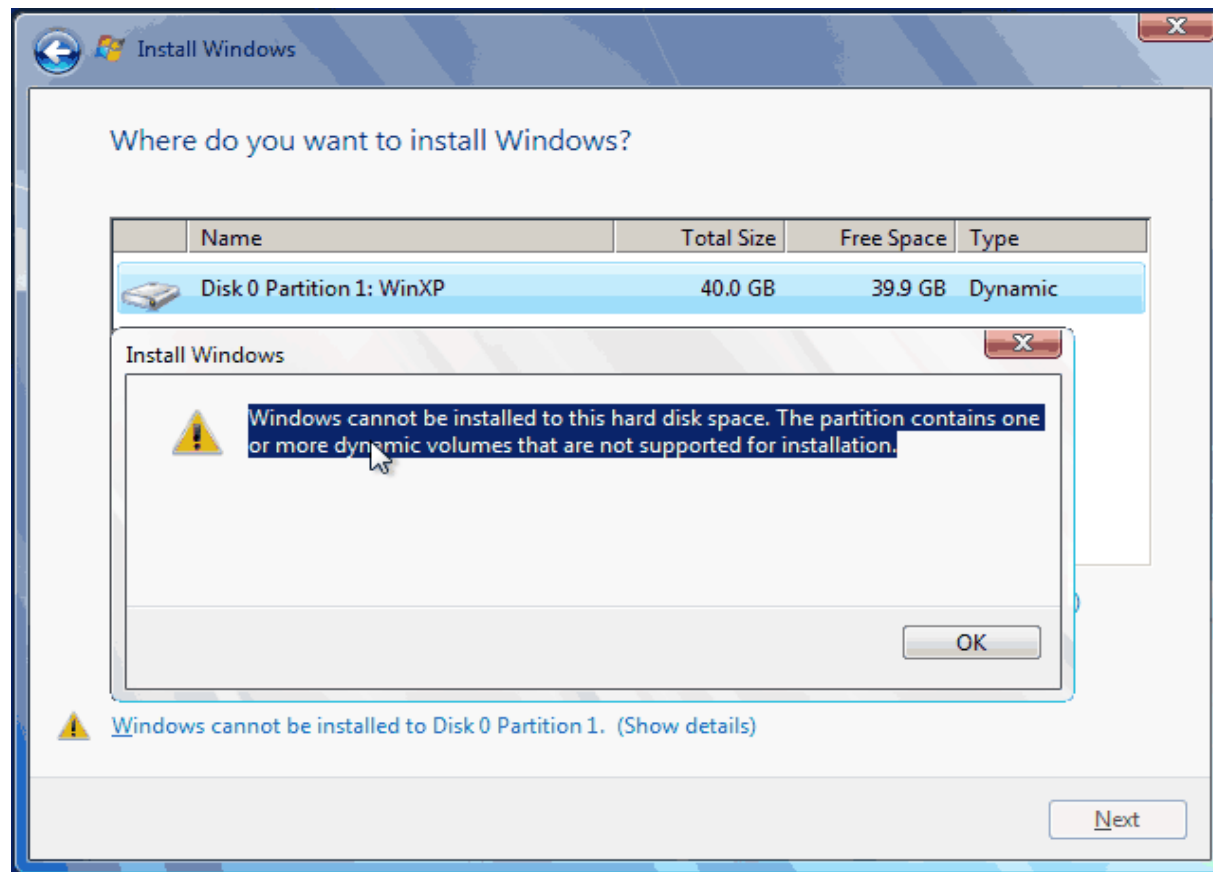 Install Windows
Where do you want to install Windows?
Name Total Size Free Space Type
Disk 0 Partition 1: WinXP 40.0 GB 39.9 GB Dynamic
Install Windows
Windows cannot be installed to this hard disk space. The partition contains one
or more dynamic volumes that are not supported for installation.
OK
Windows cannot be installed to Disk 0 Partition 1. (Show details)
Next